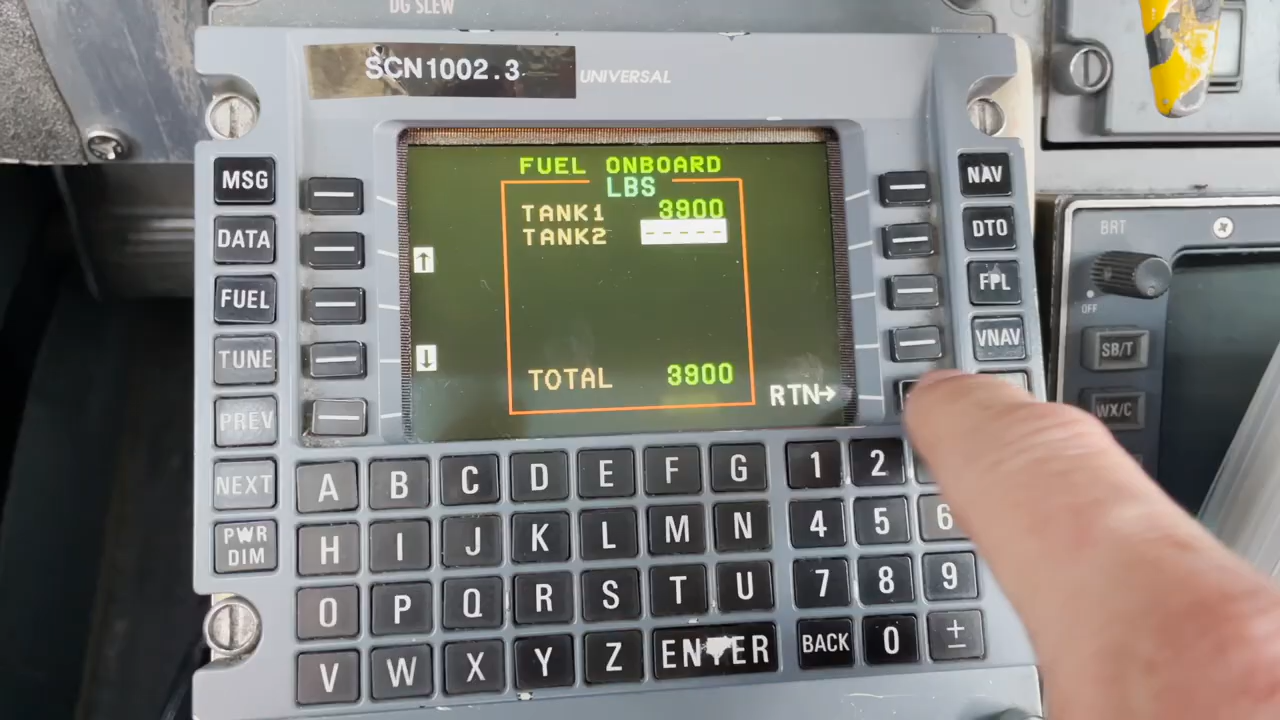 DG SLEW
SCN1002.3
UNIVERSAL
FUEL ONBOARD
LBS
TANK1 3900
TANK2 -----
TOTAL 3900
RTN→
↑
↓
MSG
DATA
FUEL
TUNE
PREV
NEXT
PWR
DIM
NAV
DTO
FPL
VNAV
A B C D E F G 1 2
H I J K L M N 4 5 6
O P Q R S T U 7 8 9
V W X Y Z ENTER BACK 0 ±
BRT
OFF
SB/T
WX/C